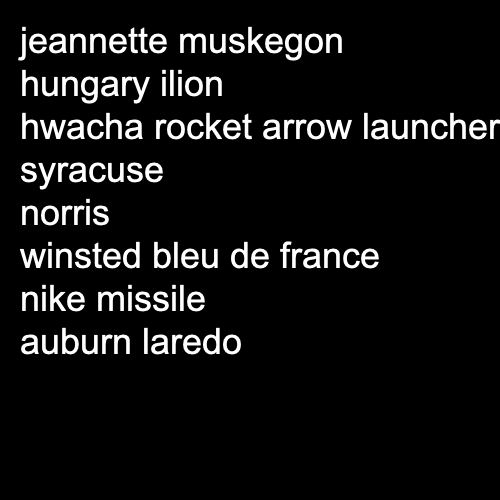 jeannette muskegon
hungary ilion
hwacha rocket arrow launcher
syracuse
norris
winsted bleu de france
nike missile
auburn laredo